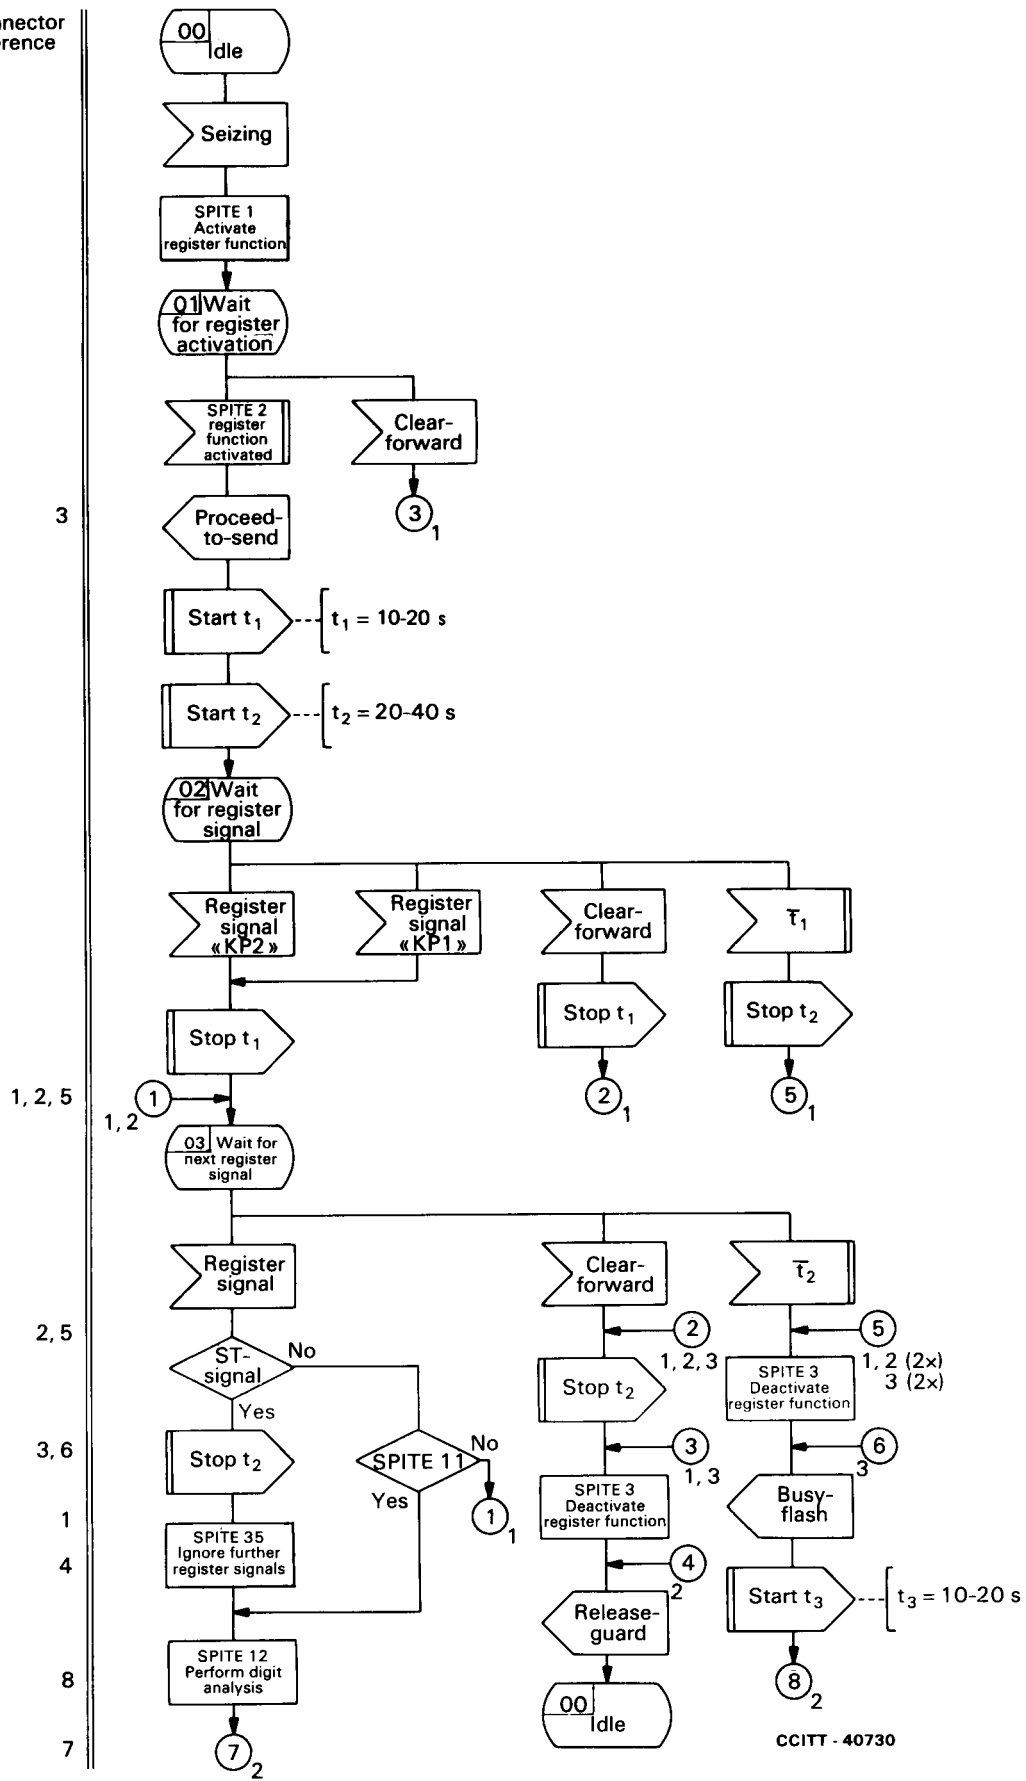 nnector
erence
00
Idle
Seizing
SPITE 1
Activate
register function
01 Wait
for register
activation
SPITE 2
register
function
activated
Clear-
forward
3
3
1
Proceed-
to-send
Start t1
t1 = 10-20 s
Start t2
t2 = 20-40 s
02 Wait
for register
signal
Register
signal
«KP2»
Register
signal
«KP1»
Clear-
forward
t̅1
Stop t1
Stop t1
Stop t2
1, 2, 5
1
1, 2
2
1
5
1
03 Wait for
next register
signal
Register
signal
Clear-
forward
t̅2
2, 5
ST-
signal
No
Yes
2
1, 2, 3
5
1, 2 (2×)
3 (2×)
Stop t2
SPITE 3
Deactivate
register function
3, 6
Stop t2
SPITE 11
No
Yes
1
1
3
1, 3
6
3
SPITE 3
Deactivate
register function
Busy-
flash
1
SPITE 35
Ignore further
register signals
4
4
2
Release-
guard
Start t3
t3 = 10-20 s
SPITE 12
Perform digit
analysis
8
8
2
00
Idle
7
7
2
CCITT - 40730